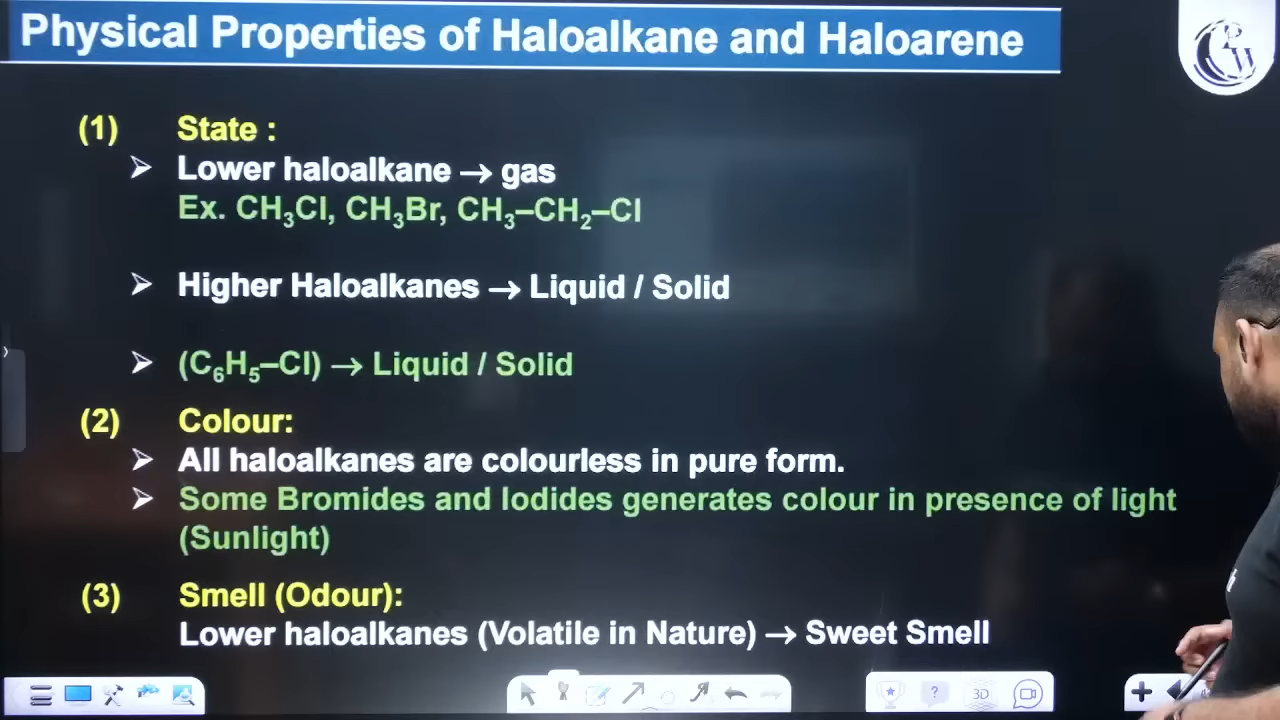 Physical Properties of Haloalkane and Haloarene
(1) State :
➢ Lower haloalkane → gas
Ex. CH₃Cl, CH₃Br, CH₃–CH₂–Cl
➢ Higher Haloalkanes → Liquid / Solid
➢ (C₆H₅–Cl) → Liquid / Solid
(2) Colour:
➢ All haloalkanes are colourless in pure form.
➢ Some Bromides and Iodides generates colour in presence of light
(Sunlight)
(3) Smell (Odour):
Lower haloalkanes (Volatile in Nature) → Sweet Smell
3D